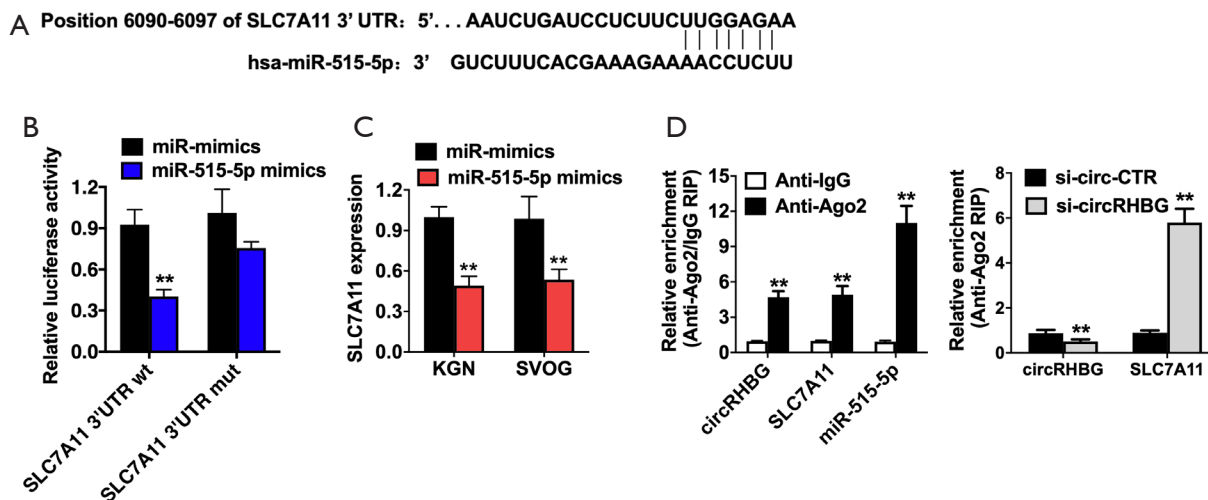 A
Position 6090-6097 of SLC7A11 3' UTR: 5'. . . AAUCUGAUCCUCUUCUUGGAGAA
hsa-miR-515-5p: 3' GUCUUUCACGAAAGAAAACCUCUU
B
miR-mimics
miR-515-5p mimics
Relative luciferase activity
1.2
0.9
0.6
0.3
0.0
**
SLC7A11 3'UTR wt
SLC7A11 3'UTR mut
C
miR-mimics
miR-515-5p mimics
SLC7A11 expression
1.2
0.9
0.6
0.3
0.0
**
**
KGN
SVOG
D
Anti-IgG
Anti-Ago2
Relative enrichment
(Anti-Ago2/IgG RIP)
15
12
9
6
3
0
**
**
**
circRHBG
SLC7A11
miR-515-5p
si-circ-CTR
si-circRHBG
Relative enrichment
(Anti-Ago2 RIP)
8
6
4
2
0
**
**
circRHBG
SLC7A11